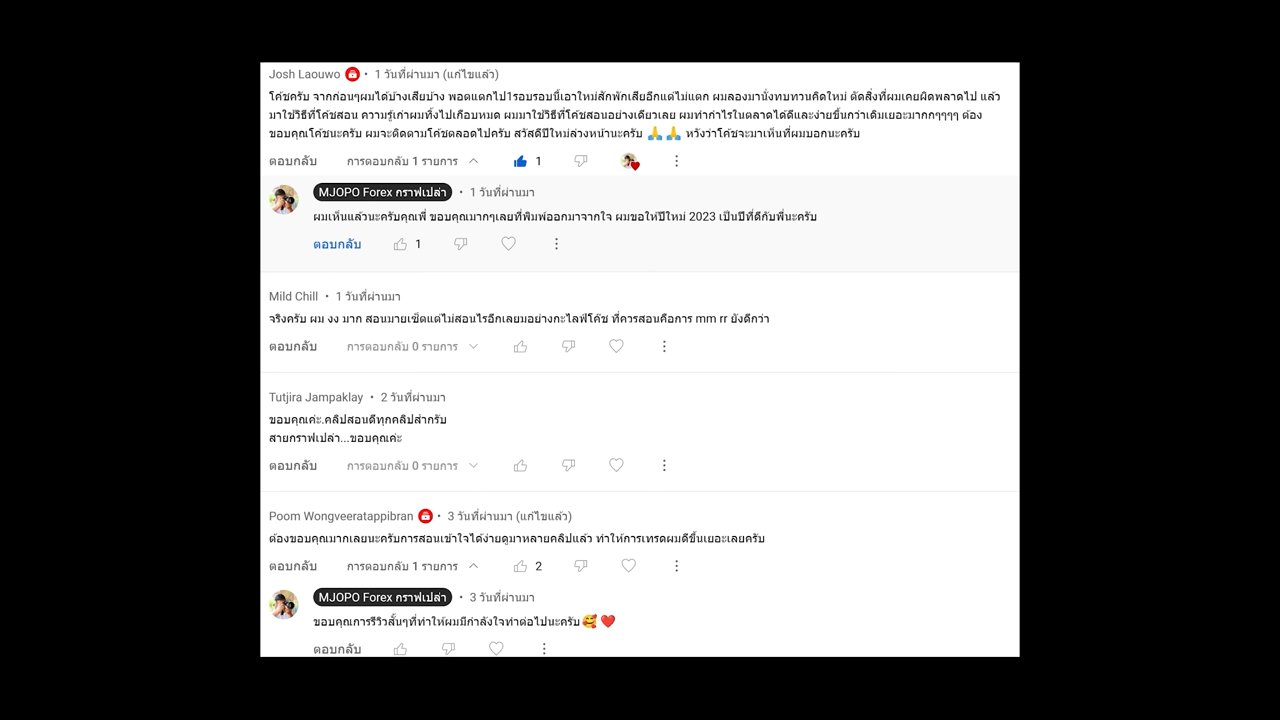 Josh Laouwo • 1 วันที่ผ่านมา (แก้ไขแล้ว)
โค้ชครับ จากก่อนๆผมได้บ้างเสียบ้าง พอตแตกไป1รอบรอบนี้เอาใหม่สักพักเสียอีกแต่ไม่แตก ผมลองมานั่งทบทวนคิดใหม่ ตัดสิ่งที่ผมเคยผิดพลาดไป แล้ว
มาใช้วิธีที่โค้ชสอน ความรู้เก่าผมทิ้งไปเกือบหมด ผมมาใช้วิธีที่โค้ชสอนอย่างเดียวเลย ผมทำกำไรในตลาดได้ดีและง่ายขึ้นกว่าเดิมเยอะมากกๆๆๆๆ ต้อง
ขอบคุณโค้ชนะครับ ผมจะติดตามโค้ชตลอดไปครับ สวัสดีปีใหม่ล่วงหน้านะครับ 🙏 🙏 หวังว่าโค้ชจะมาเห็นที่ผมบอกนะครับ
ตอบกลับ การตอบกลับ 1 รายการ 1
MJOPO Forex กราฟเปล่า • 1 วันที่ผ่านมา
ผมเห็นแล้วนะครับคุณพี่ ขอบคุณมากๆเลยที่พิมพ์ออกมาจากใจ ผมขอให้ปีใหม่ 2023 เป็นปีที่ดีกับพี่นะครับ
ตอบกลับ 1
Mild Chill • 1 วันที่ผ่านมา
จริงครับ ผม งง มาก สอนมายเซ็ตแต่ไม่สอนไรอีกเลยมอย่างกะไลฟ์โค้ช ที่ควรสอนคือการ mm rr ยังดีกว่า
ตอบกลับ การตอบกลับ 0 รายการ
Tutjira Jampaklay • 2 วันที่ผ่านมา
ขอบคุณค่ะ.คลิปสอนดีทุกคลิปสำกรับ
สายกราฟเปล่า...ขอบคุณค่ะ
ตอบกลับ การตอบกลับ 0 รายการ
Poom Wongveeratappibran • 3 วันที่ผ่านมา (แก้ไขแล้ว)
ต้องขอบคุณมากเลยนะครับการสอนเข้าใจได้ง่ายดูมาหลายคลิปแล้ว ทำให้การเทรดผมดีขึ้นเยอะเลยครับ
ตอบกลับ การตอบกลับ 1 รายการ 2
MJOPO Forex กราฟเปล่า • 3 วันที่ผ่านมา
ขอบคุณการรีวิวสั้นๆที่ทำให้ผมมีกำลังใจทำต่อไปนะครับ🥰 ❤️
ตอบกลับ